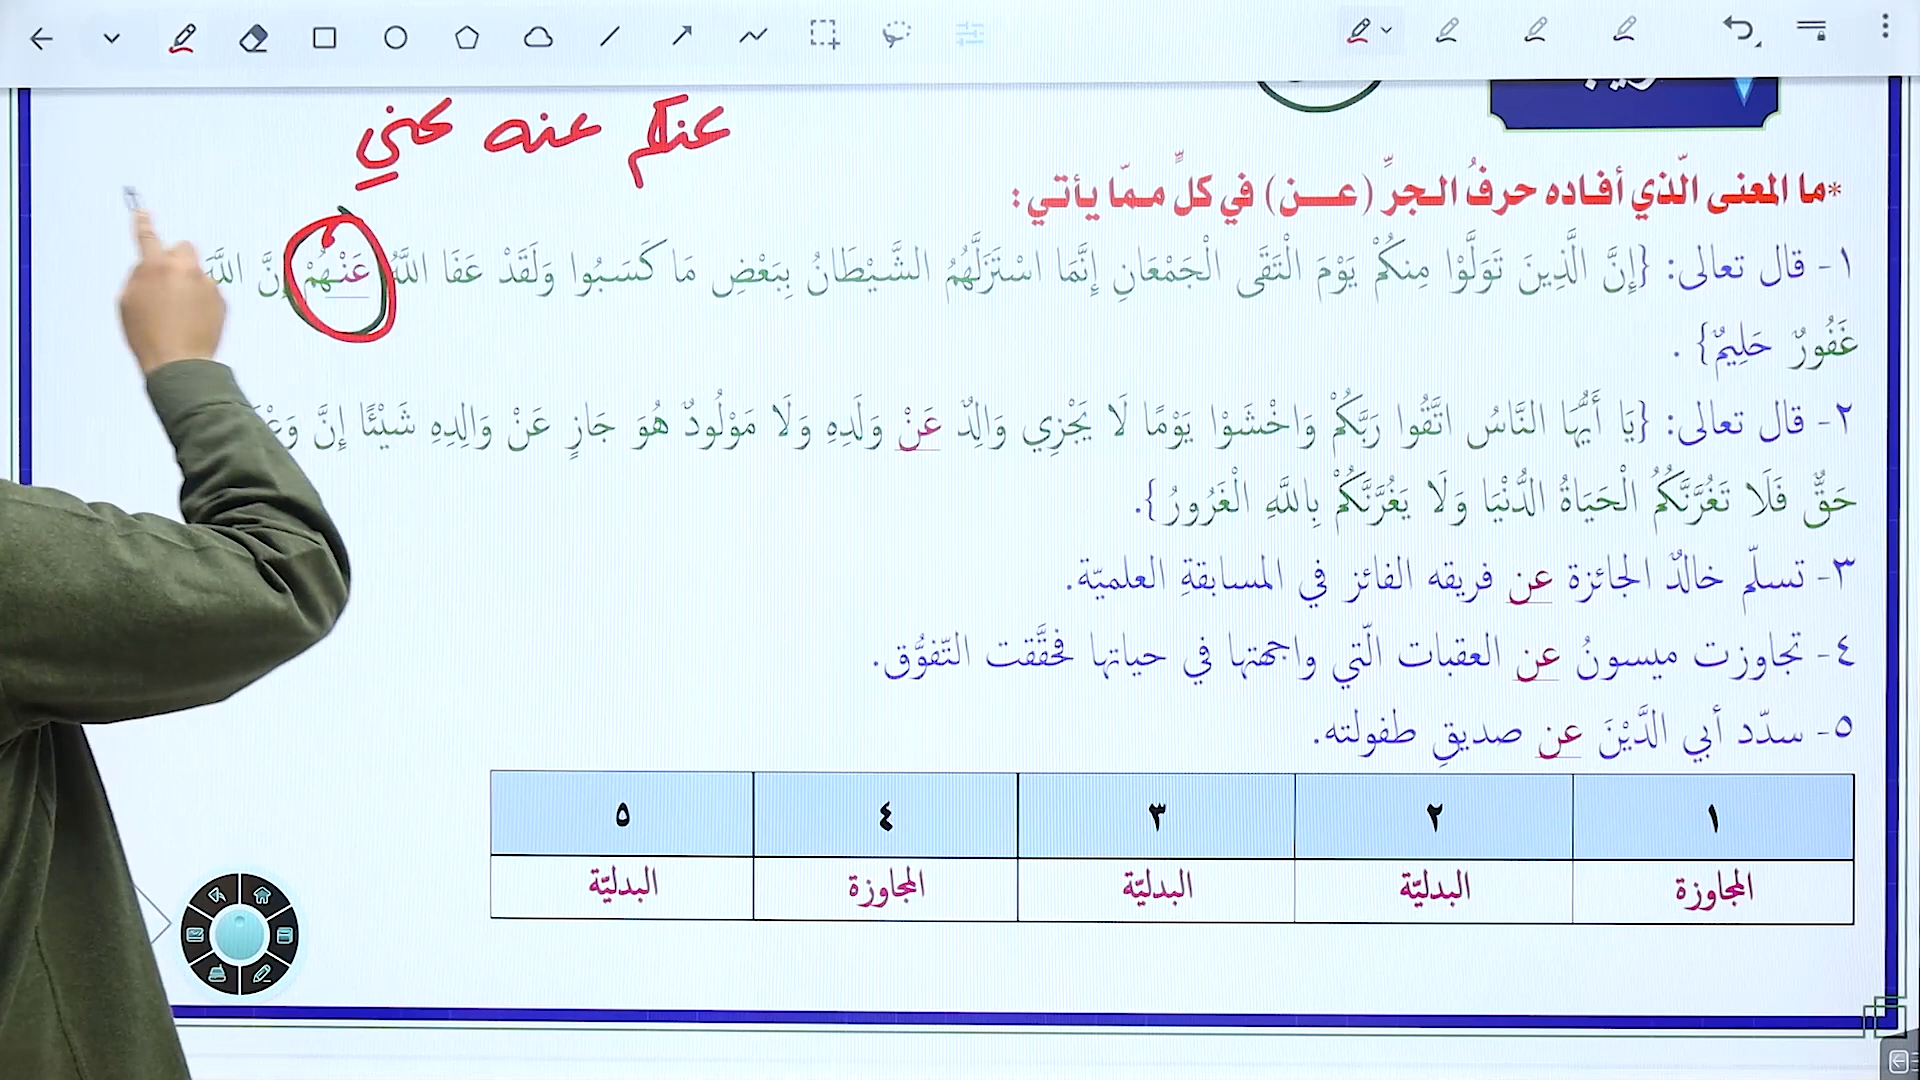 عنكم عنه عني
*ما المعنى الّذي أفاده حرفُ الجرِّ (عن) في كلٍّ ممّا يأتي:
١- قال تعالى: {إِنَّ الَّذِينَ تَوَلَّوْا مِنكُمْ يَوْمَ الْتَقَى الْجَمْعَانِ إِنَّمَا اسْتَزَلَّهُمُ الشَّيْطَانُ بِبَعْضِ مَا كَسَبُوا وَلَقَدْ عَفَا اللَّهُ عَنْهُمْ إِنَّ اللَّهَ
غَفُورٌ حَلِيمٌ} .
٢- قال تعالى: {يَا أَيُّهَا النَّاسُ اتَّقُوا رَبَّكُمْ وَاخْشَوْا يَوْمًا لَا يَجْزِي وَالِدٌ عَنْ وَلَدِهِ وَلَا مَوْلُودٌ هُوَ جَازٍ عَنْ وَالِدِهِ شَيْئًا إِنَّ
حَقٌّ فَلَا تَغُرَّنَّكُمُ الْحَيَاةُ الدُّنْيَا وَلَا يَغُرَّنَّكُمْ بِاللَّهِ الْغَرُورُ}.
٣- تسلّم خالدٌ الجائزة عن فريقه الفائز في المسابقةِ العلميّة.
٤- تجاوزت ميسونُ عن العقبات الّتي واجهتها في حياتها فحقَّقت التّفوُّق.
٥- سدّد أبي الدَّيْنَ عن صديقِ طفولته.
١ ٢ ٣ ٤ ٥
المجاوزة البدليّة البدليّة المجاوزة البدليّة